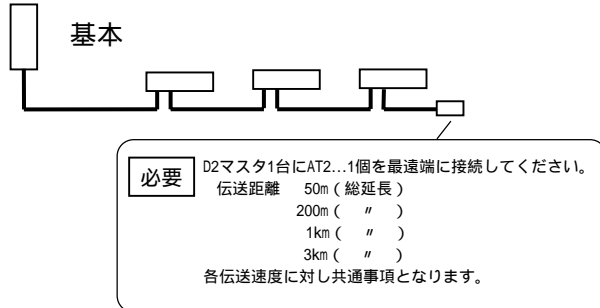 基本
必要
D2マスタ1台にAT2...1個を最遠端に接続してください。
伝送距離 50m(総延長)
200m( 〃 )
1km( 〃 )
3km( 〃 )
各伝送速度に対し共通事項となります。